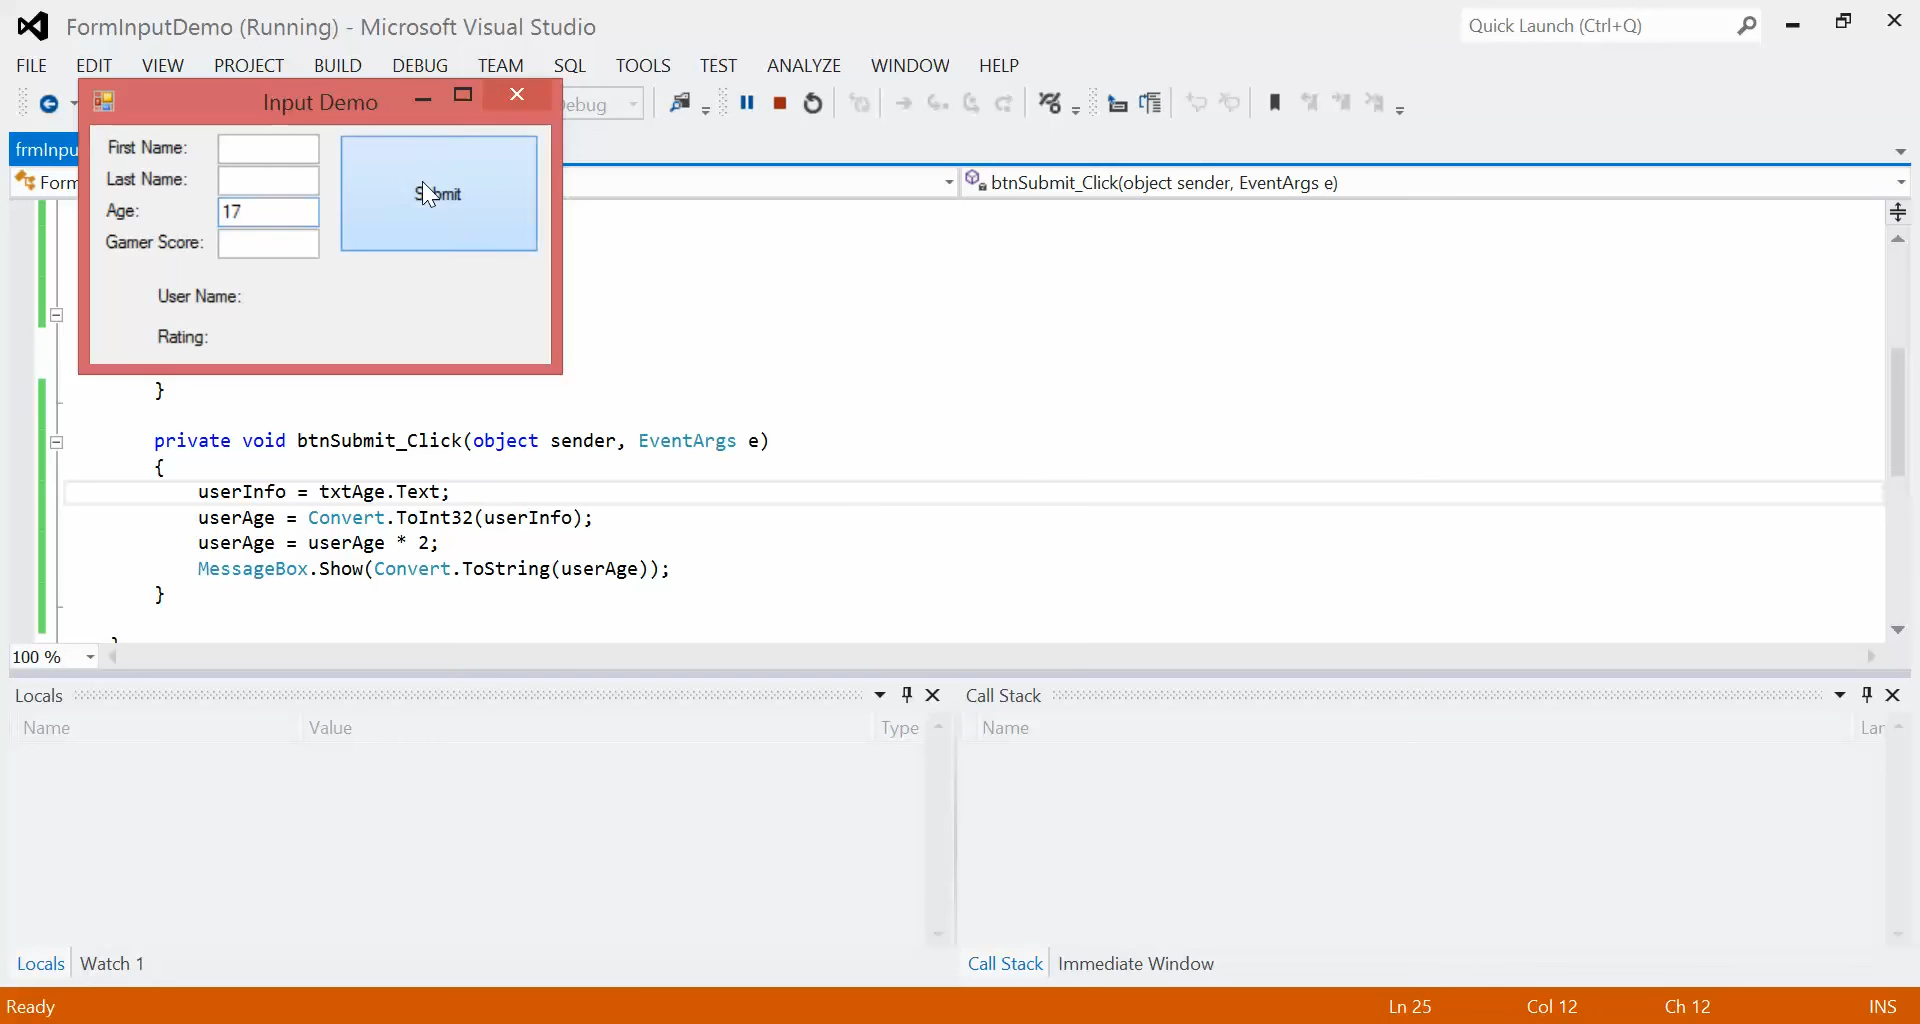 FormInputDemo (Running) - Microsoft Visual Studio
Quick Launch (Ctrl+Q)
FILE EDIT VIEW PROJECT BUILD DEBUG TEAM SQL TOOLS TEST ANALYZE WINDOW HELP
Input Demo
ebug
First Name:
Last Name:
Age: 17
Gamer Score:
Submit
User Name:
Rating:
frmInpu
Form
btnSubmit_Click(object sender, EventArgs e)
}
private void btnSubmit_Click(object sender, EventArgs e)
{
userInfo = txtAge.Text;
userAge = Convert.ToInt32(userInfo);
userAge = userAge * 2;
MessageBox.Show(Convert.ToString(userAge));
}
100 %
Locals
Name Value Type
Call Stack
Name Lan
Locals Watch 1
Call Stack Immediate Window
Ready Ln 25 Col 12 Ch 12 INS